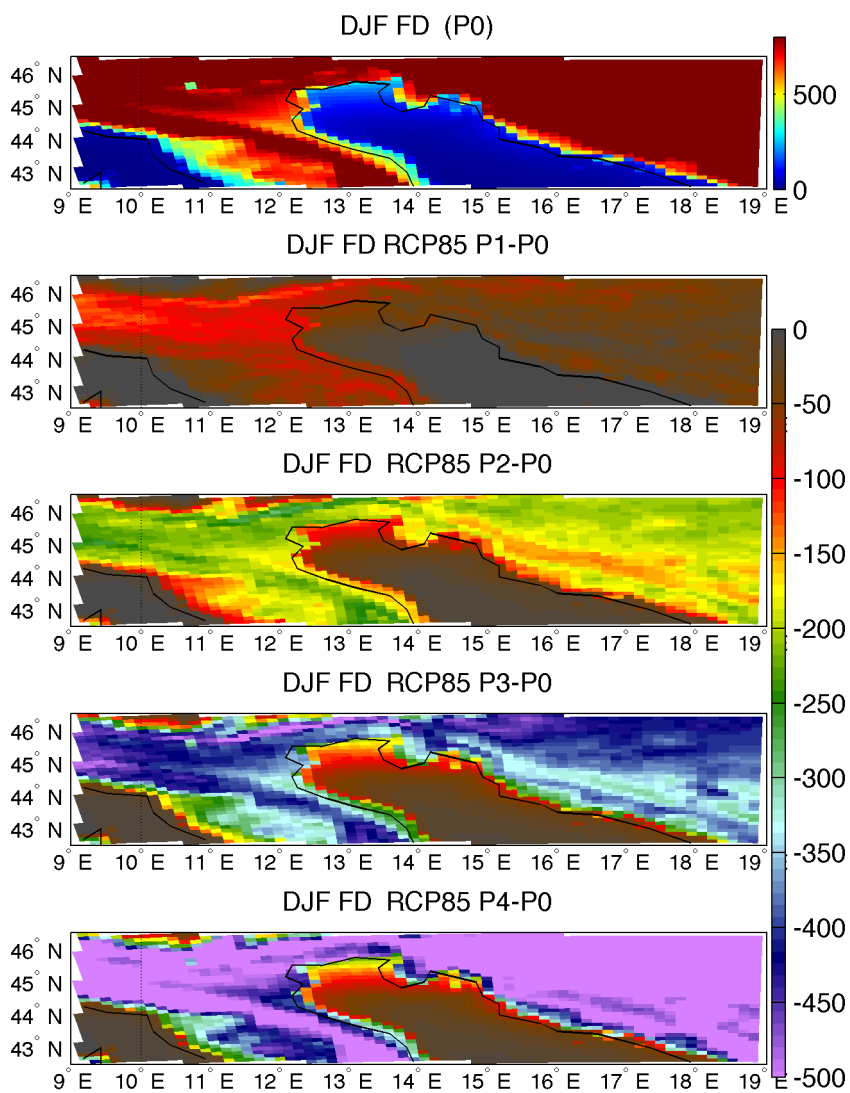 DJF FD (P0)
46° N
45° N
44° N
43° N
9° E 10° E 11° E 12° E 13° E 14° E 15° E 16° E 17° E 18° E 19° E
500
0
DJF FD RCP85 P1-P0
46° N
45° N
44° N
43° N
9° E 10° E 11° E 12° E 13° E 14° E 15° E 16° E 17° E 18° E 19°
DJF FD RCP85 P2-P0
46° N
45° N
44° N
43° N
9° E 10° E 11° E 12° E 13° E 14° E 15° E 16° E 17° E 18° E 19°
DJF FD RCP85 P3-P0
46° N
45° N
44° N
43° N
9° E 10° E 11° E 12° E 13° E 14° E 15° E 16° E 17° E 18° E 19°
DJF FD RCP85 P4-P0
46° N
45° N
44° N
43° N
9° E 10° E 11° E 12° E 13° E 14° E 15° E 16° E 17° E 18° E 19° E
0
-50
-100
-150
-200
-250
-300
-350
-400
-450
-500